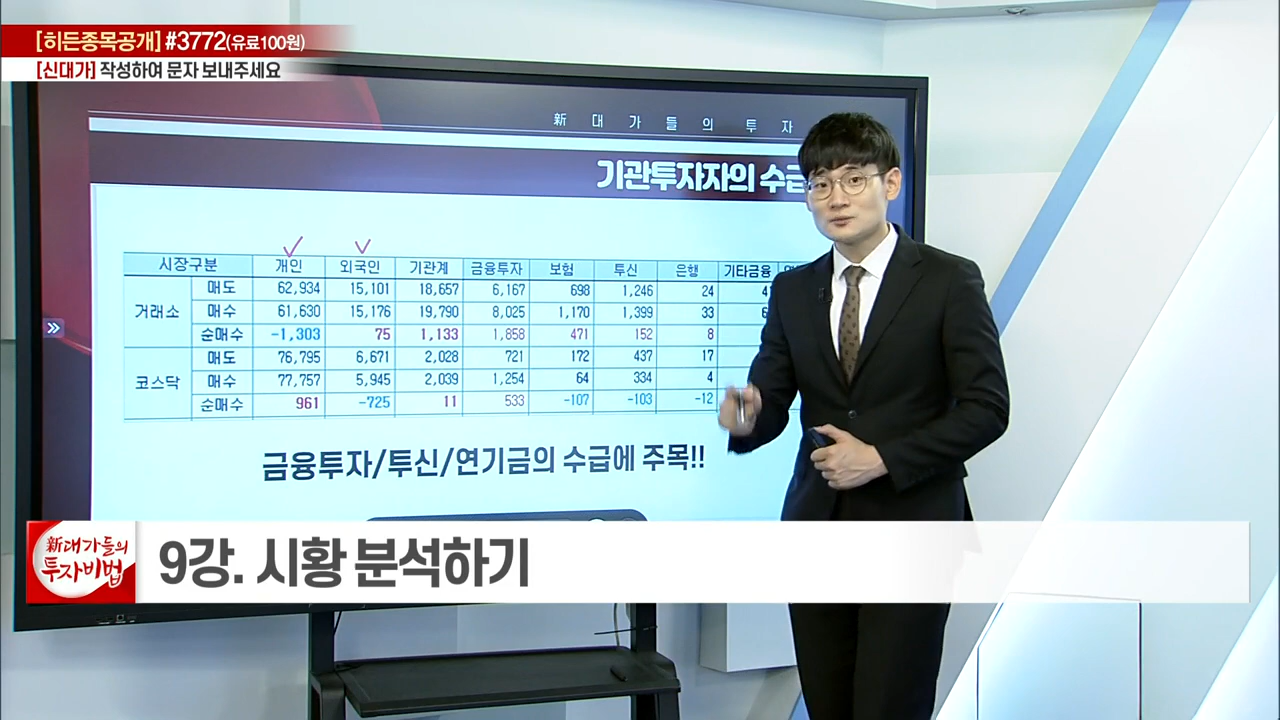 [히든종목공개] #3772(유료100원)
[신대가] 작성하여 문자 보내주세요
新 대 가 들 의 투 자
기관투자자의 수급
시장구분 개인 외국인 기관계 금융투자 보험 투신 은행 기타금융
거래소 매도 62,934 15,101 18,657 6,167 698 1,246 24
매수 61,630 15,176 19,790 8,025 1,170 1,399 33
순매수 -1,303 75 1,133 1,858 471 152 8
코스닥 매도 76,795 6,671 2,028 721 172 437 17
매수 77,757 5,945 2,039 1,254 64 334 4
순매수 961 -725 11 533 -107 -103 -12
금융투자/투신/연기금의 수급에 주목!!
新대가들의
투자비법
9강. 시황 분석하기